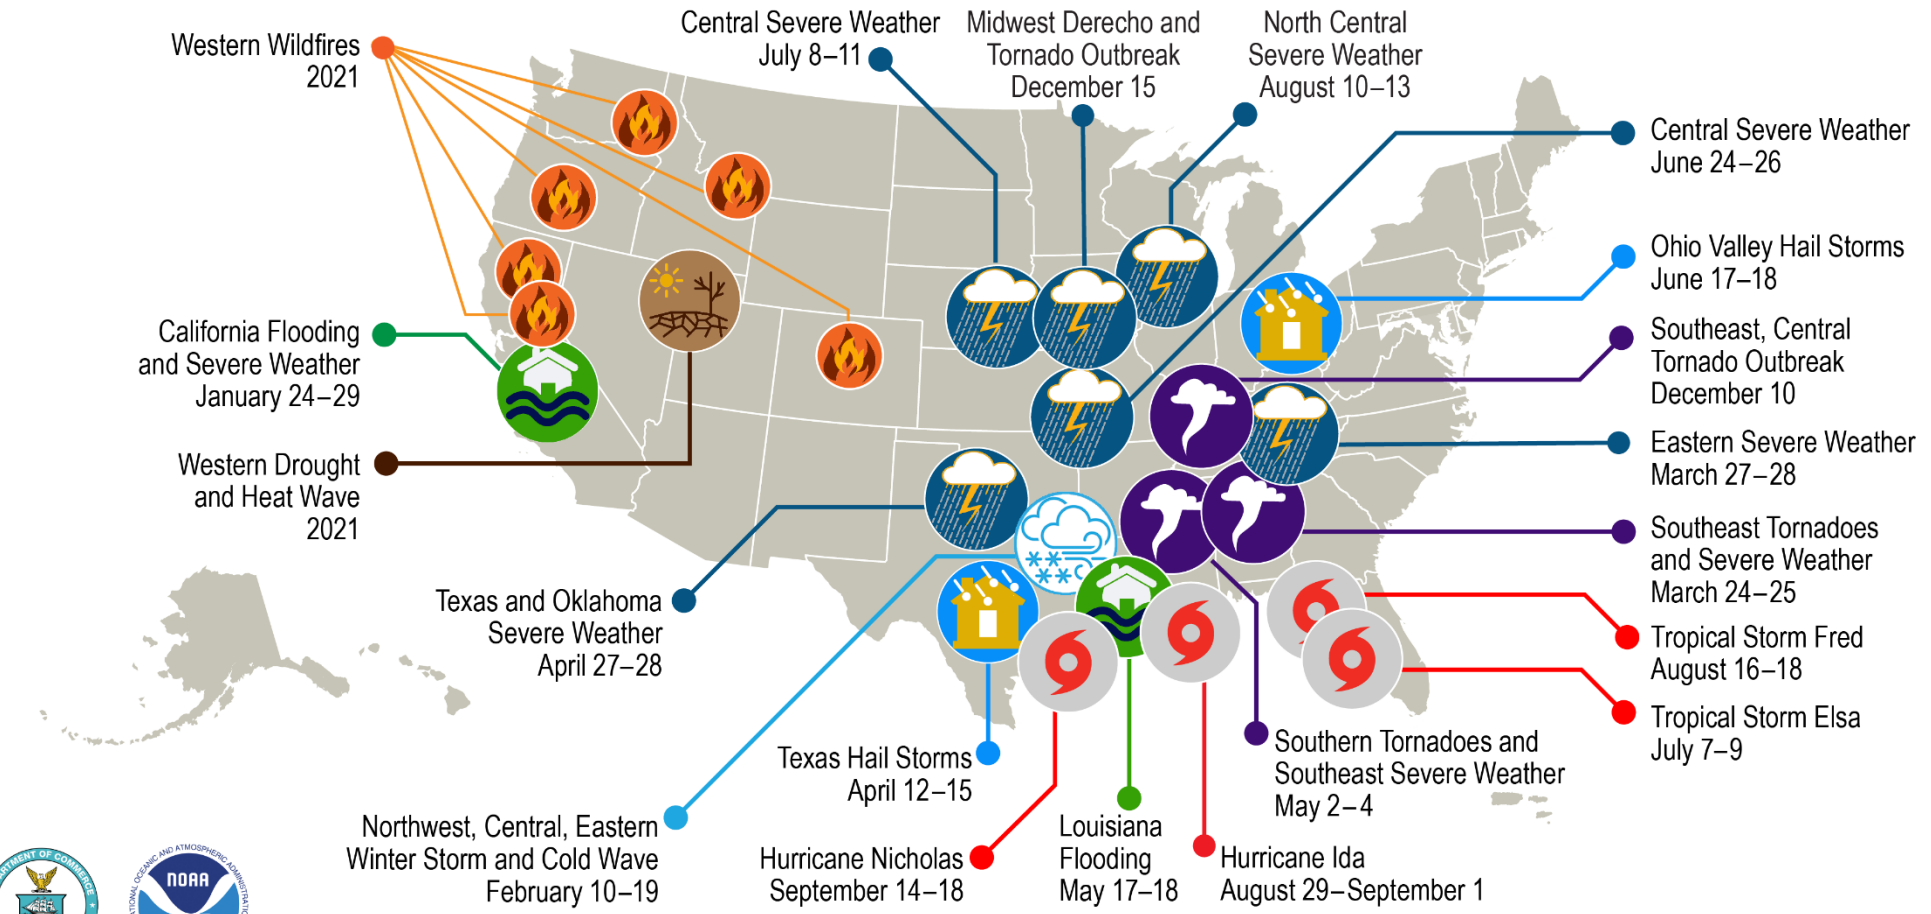 Western Wildfires
2021
Central Severe Weather
July 8–11
Midwest Derecho and
Tornado Outbreak
December 15
North Central
Severe Weather
August 10–13
Central Severe Weather
June 24–26
Ohio Valley Hail Storms
June 17–18
Southeast, Central
Tornado Outbreak
December 10
Eastern Severe Weather
March 27–28
Southeast Tornadoes
and Severe Weather
March 24–25
Tropical Storm Fred
August 16–18
Tropical Storm Elsa
July 7–9
California Flooding
and Severe Weather
January 24–29
Western Drought
and Heat Wave
2021
Texas and Oklahoma
Severe Weather
April 27–28
Texas Hail Storms
April 12–15
Northwest, Central, Eastern
Winter Storm and Cold Wave
February 10–19
Hurricane Nicholas
September 14–18
Louisiana
Flooding
May 17–18
Hurricane Ida
August 29–September 1
Southern Tornadoes and
Southeast Severe Weather
May 2–4
OF COMMERCE
OCEANIC AND ATMOSPHERIC
NOAA